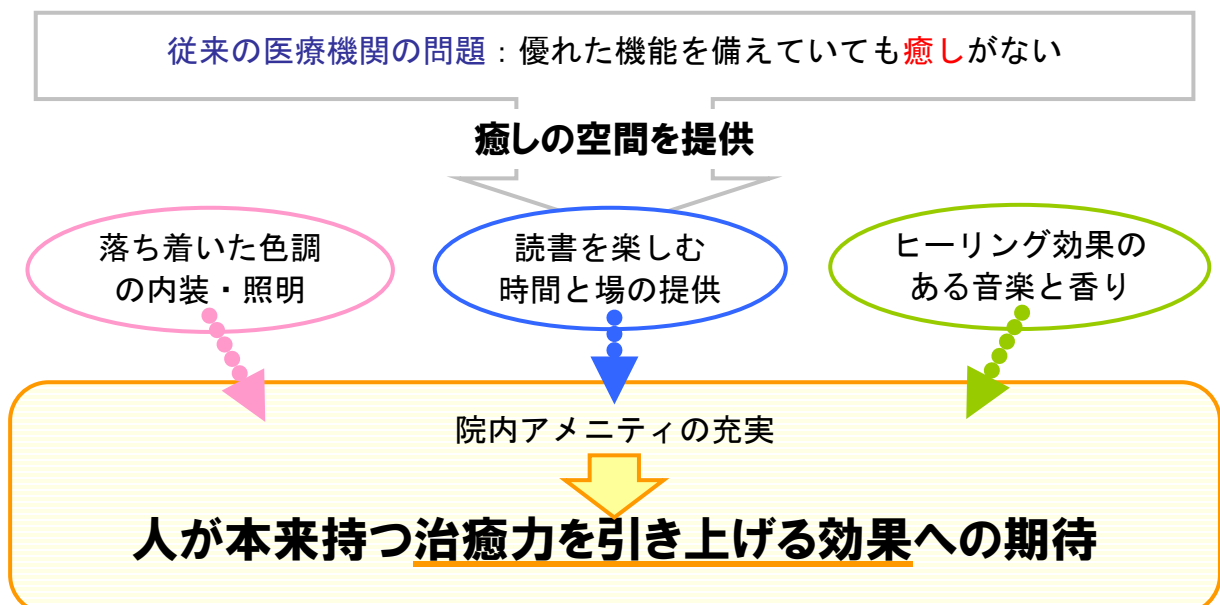 従来の医療機関の問題：優れた機能を備えていても癒しがない
癒しの空間を提供
落ち着いた色調
の内装・照明
読書を楽しむ
時間と場の提供
ヒーリング効果の
ある音楽と香り
院内アメニティの充実
人が本来持つ治癒力を引き上げる効果への期待